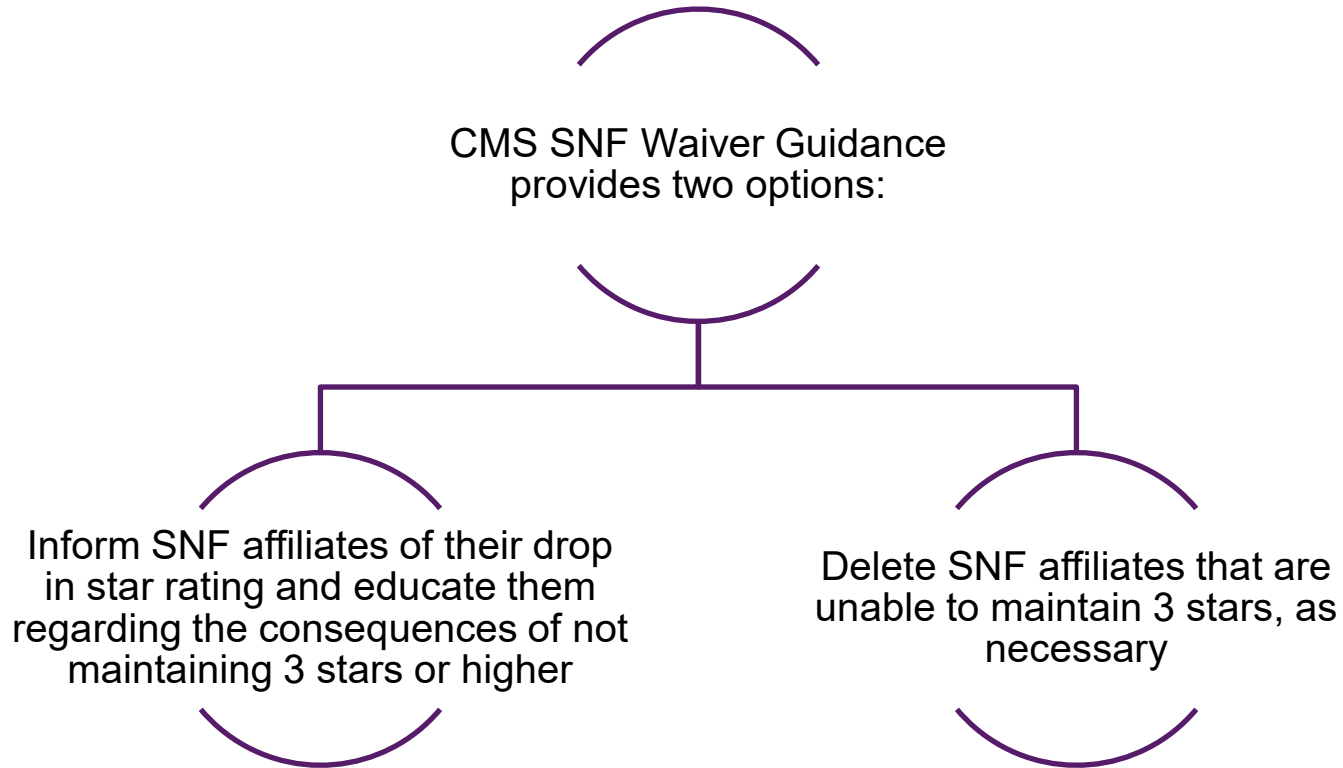 CMS SNF Waiver Guidance
provides two options:
Inform SNF affiliates of their drop
in star rating and educate them
regarding the consequences of not
maintaining 3 stars or higher
Delete SNF affiliates that are
unable to maintain 3 stars, as
necessary